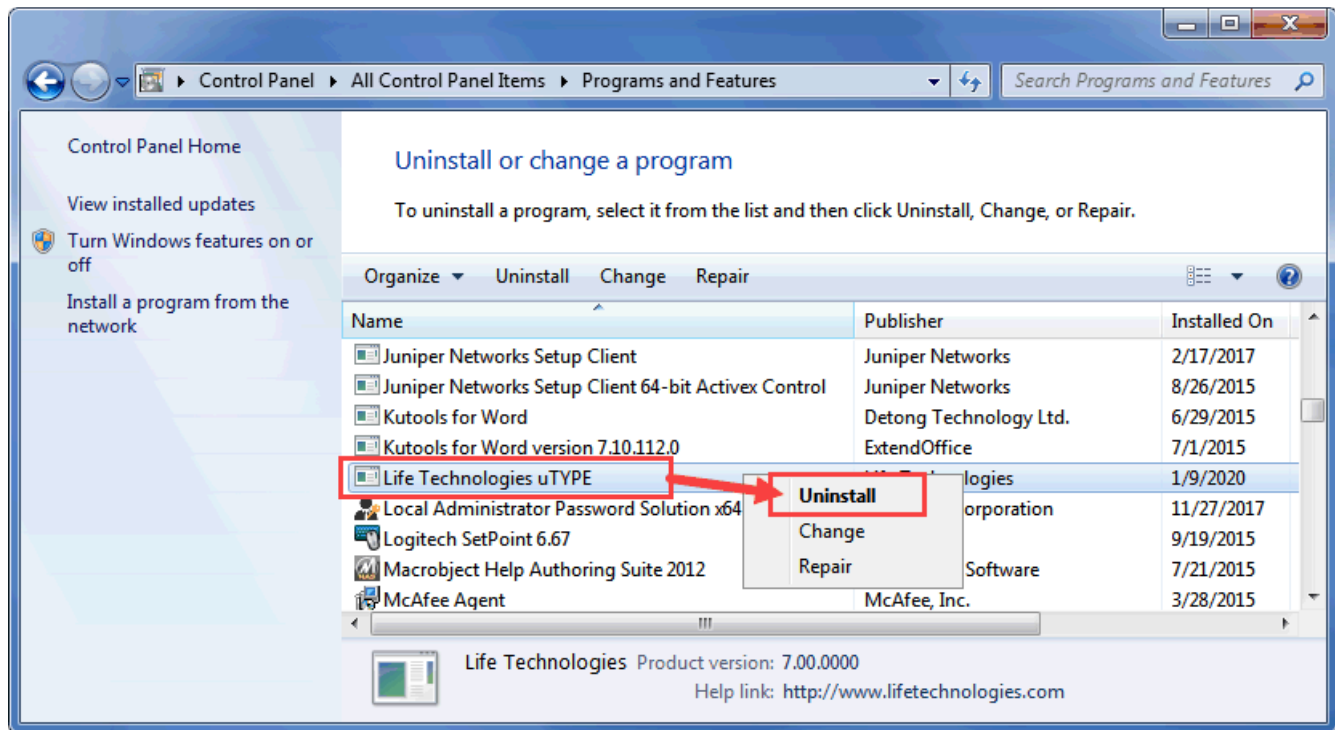 Control Panel ▸ All Control Panel Items ▸ Programs and Features
Search Programs and Features
Control Panel Home
View installed updates
Turn Windows features on or
off
Install a program from the
network
Uninstall or change a program
To uninstall a program, select it from the list and then click Uninstall, Change, or Repair.
Organize Uninstall Change Repair
Name Publisher Installed On
Juniper Networks Setup Client Juniper Networks 2/17/2017
Juniper Networks Setup Client 64-bit Activex Control Juniper Networks 8/26/2015
Kutools for Word Detong Technology Ltd. 6/29/2015
Kutools for Word version 7.10.112.0 ExtendOffice 7/1/2015
Life Technologies uTYPE 1/9/2020
Uninstall
Local Administrator Password Solution x64 11/27/2017
Change
Logitech SetPoint 6.67 9/19/2015
Repair
Macrobject Help Authoring Suite 2012 Software 7/21/2015
McAfee Agent McAfee, Inc. 3/28/2015
Life Technologies Product version: 7.00.0000
Help link: http://www.lifetechnologies.com